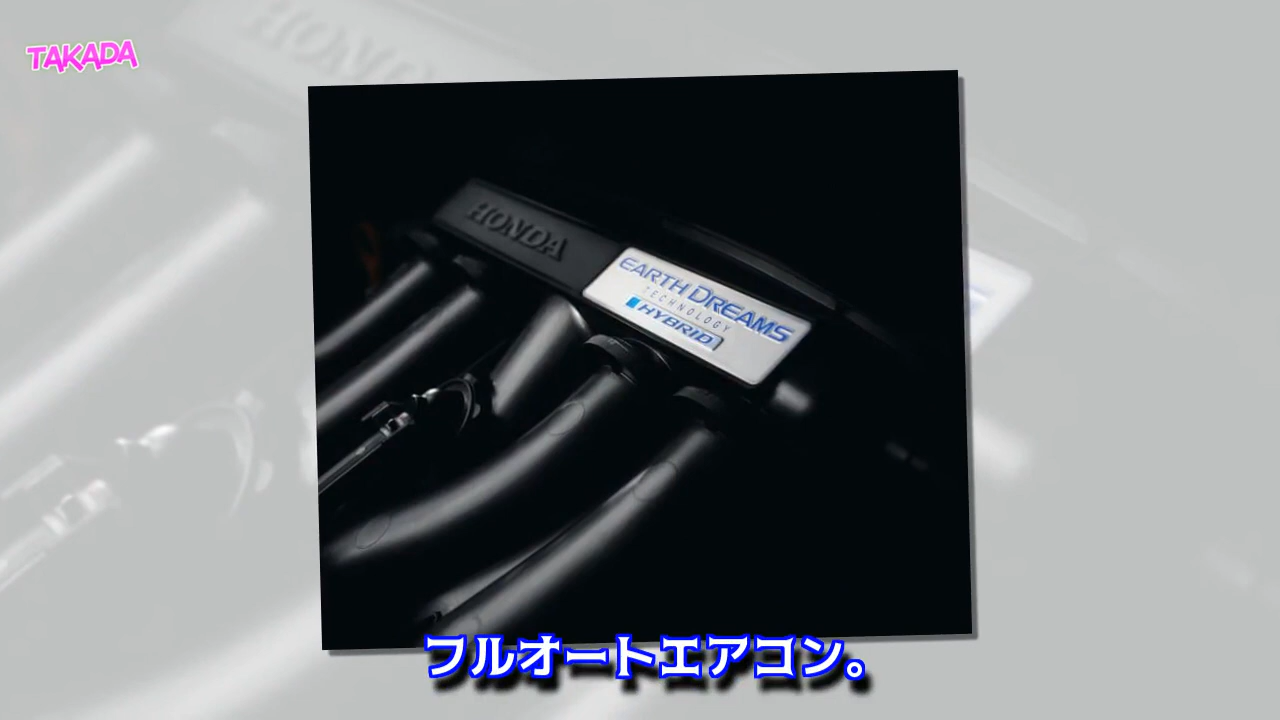 TAKADA
HONDA
EARTH DREAMS
TECHNOLOGY
HYBRID
フルオートエアコン。